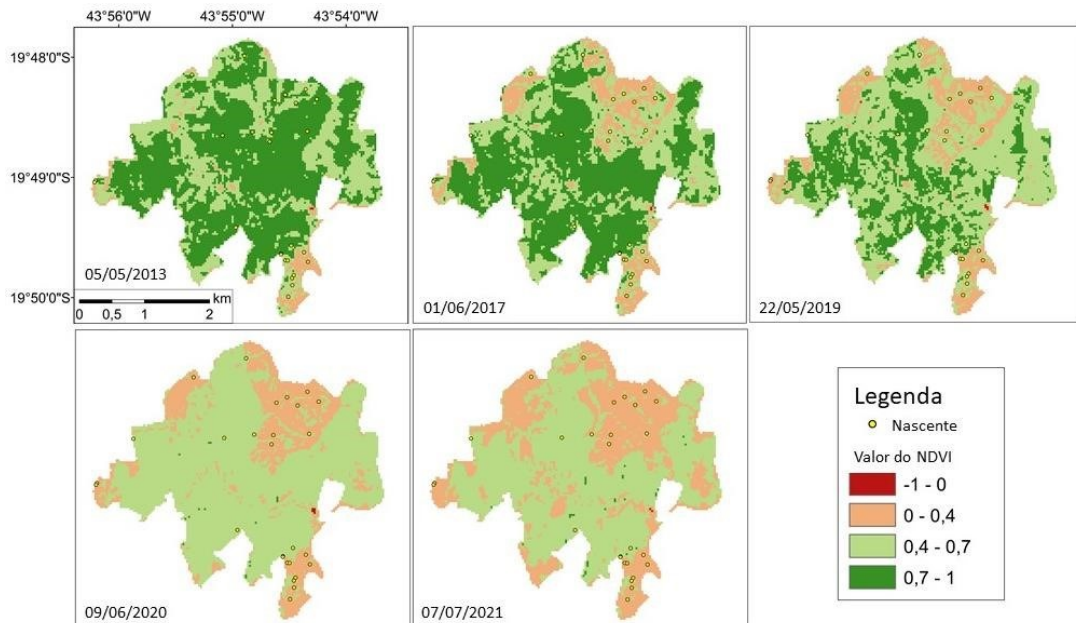 43°56'0"W 43°55'0"W 43°54'0"W
19°48'0"S
19°49'0"S
19°50'0"S
05/05/2013
km
0 0,5 1 2
01/06/2017
22/05/2019
09/06/2020
07/07/2021
Legenda
Nascente
Valor do NDVI
-1 - 0
0 - 0,4
0,4 - 0,7
0,7 - 1